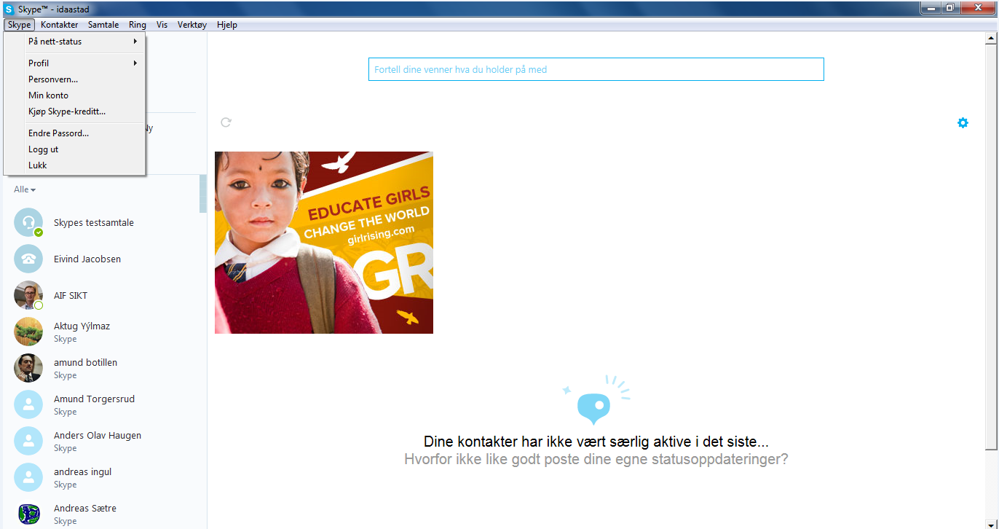 Skype™ - idaastad
Skype Kontakter Samtale Ring Vis Verktøy Hjelp
På nett-status
Profil
Personvern...
Min konto
Kjøp Skype-kreditt...
Endre Passord...
Logg ut
Lukk
Ny
Alle
Skypes testsamtale
Eivind Jacobsen
AIF SIKT
Aktug Yýlmaz
Skype
amund botillen
Skype
Amund Torgersrud
Skype
Anders Olav Haugen
Skype
andreas ingul
Skype
Andreas Sætre
Skype
Fortell dine venner hva du holder på med
EDUCATE GIRLS
CHANGE THE WORLD
girlrising.com
GR
Dine kontakter har ikke vært særlig aktive i det siste...
Hvorfor ikke like godt poste dine egne statusoppdateringer?